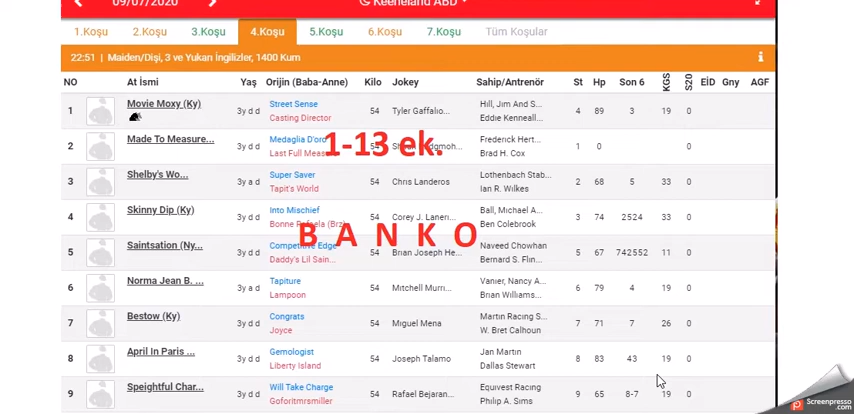 09/07/2020 Keeneland ABD
1.Koşu 2.Koşu 3.Koşu 4.Koşu 5.Koşu 6.Koşu 7.Koşu Tüm Koşular
22:51 | Maiden/Dişi, 3 ve Yukarı İngilizler, 1400 Kum
NO At İsmi Yaş Orijin (Baba-Anne) Kilo Jokey Sahip/Antrenör St Hp Son 6 KGS S20 EİD Gny AGF
1 Movie Moxy (Ky) 3y d d Street Sense 54 Tyler Gaffalio... Hill, Jim And S... 4 89 3 19 0
Casting Director Eddie Kenneall...
2 Made To Measure... 3y d d Medaglia D'oro 54 1 0 Frederick Hert... 0
Last Full Meas Brad H. Cox
1-13 ek.
3 Shelby's Wo... 3y a d Super Saver 54 Chris Landeros Lothenbach Stab... 2 68 5 33 0
Tapit's World Ian R. Wilkes
4 Skinny Dip (Ky) 3y d d Into Mischief 54 Corey J. Laneri... Ball, Michael A... 3 74 2524 33 0
Bonne Rafaela (Brz) Ben Colebrook
B A N K O
5 Saintsation (Ny... 3y d d Competitive Edge 54 Brian Joseph He... Naveed Chowhan 5 67 742552 11 0
Daddy's Lil Sain... Bernard S. Flin...
6 Norma Jean B. ... 3y a d Tapiture 54 Mitchell Murri... Vanier, Nancy A... 6 79 4 19 0
Lampoon Brian Williams...
7 Bestow (Ky) 3y d d Congrats 54 Miguel Mena Martin Racing S... 7 71 7 26 0
Joyce W. Bret Calhoun
8 April In Paris ... 3y d d Gemologist 54 Joseph Talamo Jan Martin 8 83 43 19 0
Liberty Island Dallas Stewart
9 Speightful Char... 3y d d Will Take Charge 54 Rafael Bejaran... Equivest Racing 9 65 8-7 19 0
Goforitmrsmiller Philip A. Sims
Screenpresso
.com